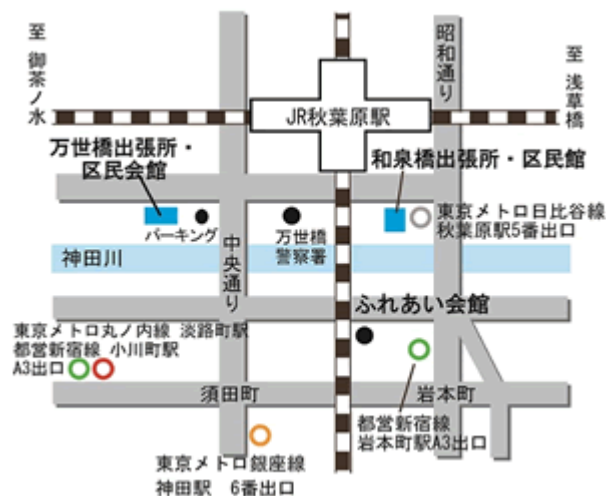 至 御茶ノ水
昭和通り
至 浅草橋
JR秋葉原駅
万世橋出張所・
区民会館
和泉橋出張所・区民館
パーキング
中央通り
万世橋
警察署
東京メトロ日比谷線
秋葉原駅5番出口
神田川
ふれあい会館
東京メトロ丸ノ内線 淡路町駅
都営新宿線 小川町駅
A3出口
須田町
岩本町
都営新宿線
岩本町駅A3出口
東京メトロ銀座線
神田駅 6番出口